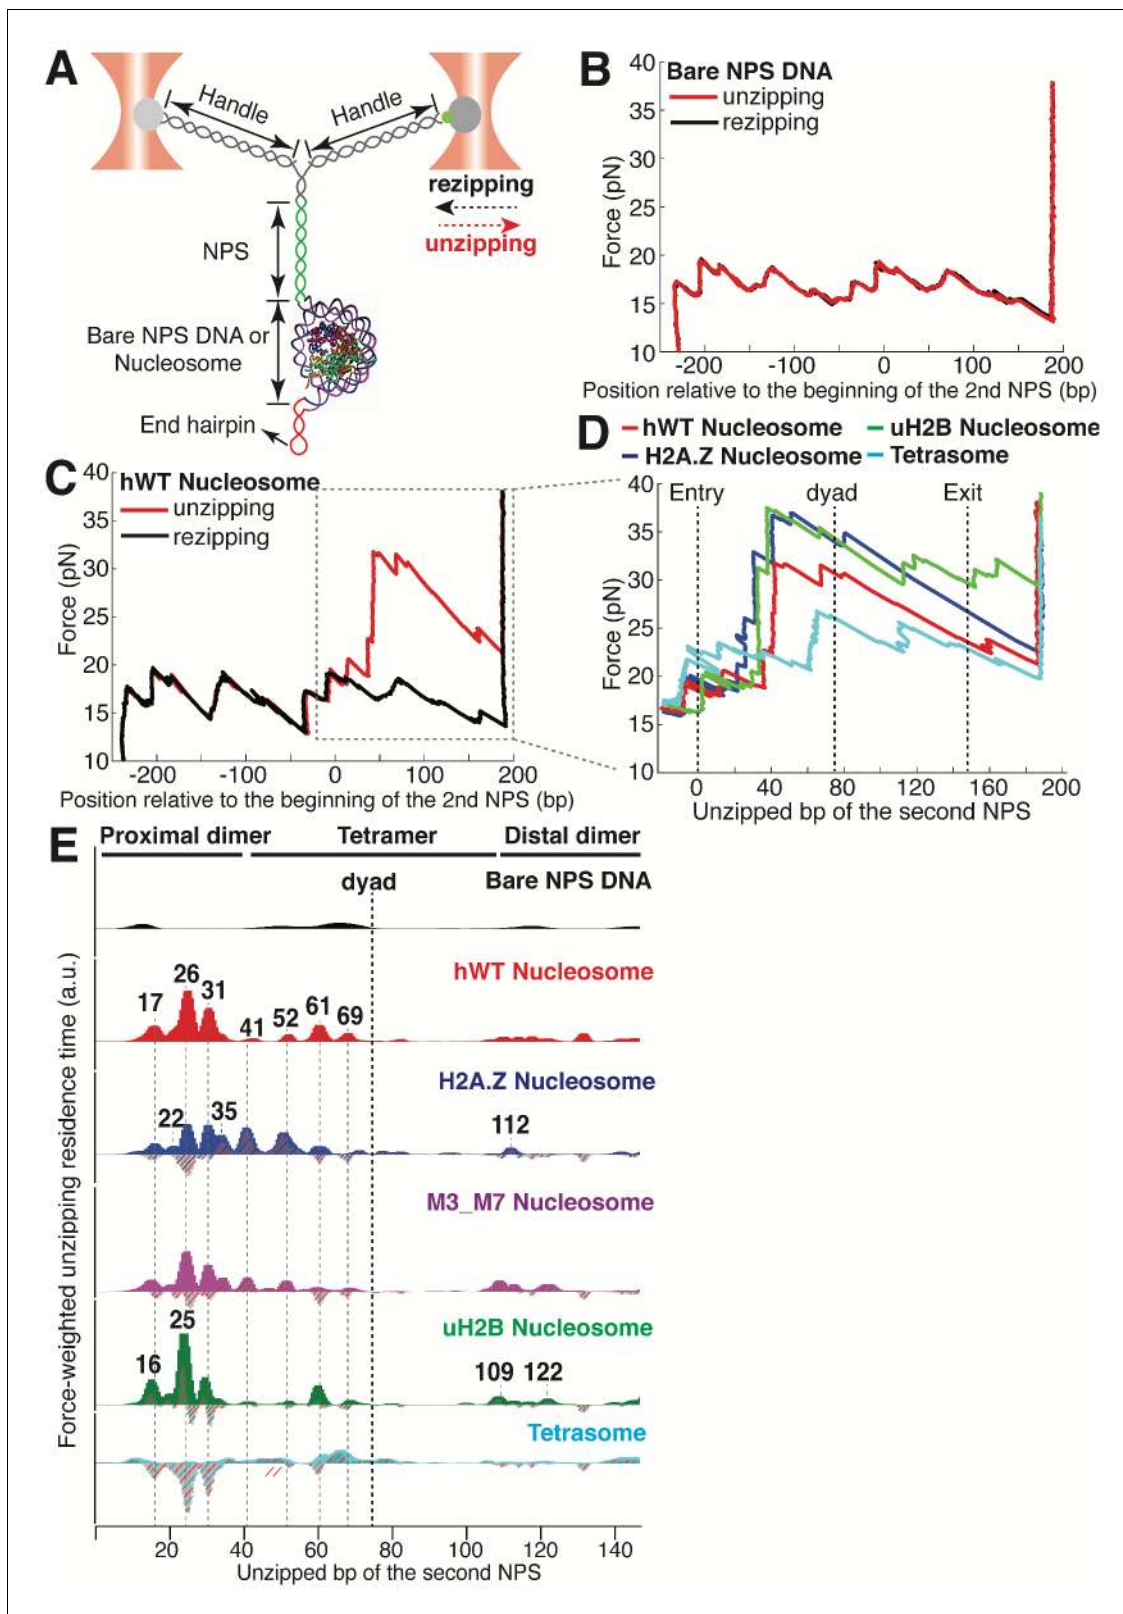 A
Handle
Handle
rezipping
unzipping
NPS
Bare NPS DNA or
Nucleosome
End hairpin
B
Bare NPS DNA
unzipping
rezipping
Force (pN)
40
35
30
25
20
15
10
-200
-100
0
100
200
Position relative to the beginning of the 2nd NPS (bp)
C
hWT Nucleosome
unzipping
rezipping
Force (pN)
40
35
30
25
20
15
10
-200
-100
0
100
200
Position relative to the beginning of the 2nd NPS (bp)
D
hWT Nucleosome
uH2B Nucleosome
H2A.Z Nucleosome
Tetrasome
Entry
dyad
Exit
Force (pN)
40
35
30
25
20
15
10
0
40
80
120
160
200
Unzipped bp of the second NPS
E
Proximal dimer
Tetramer
Distal dimer
dyad
Bare NPS DNA
hWT Nucleosome
17
26
31
41
52
61
69
H2A.Z Nucleosome
22
35
112
M3_M7 Nucleosome
uH2B Nucleosome
16
25
109
122
Tetrasome
Force-weighted unzipping residence time (a.u.)
20
40
60
80
100
120
140
Unzipped bp of the second NPS